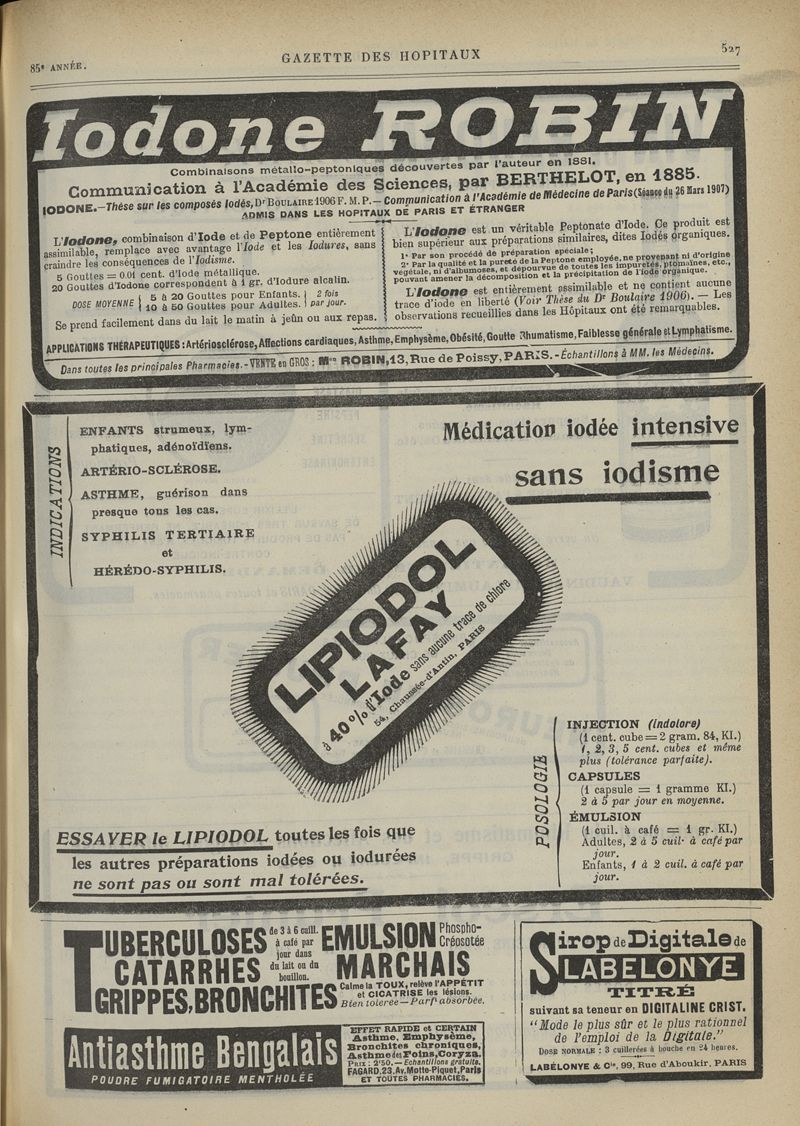 85e ANNÉE.
GAZETTE DES HOPITAUX
527
Iodone ROBIN
Combinaisons métallo-peptoniques découvertes par l'auteur en 1881.
Communication à l'Académie des Sciences, par BERTHELOT, en 1885.
IODONE.—Thèse sur les composés Iodés, Dr BOULAIRE 1906 F. M. P.—Communication à l'Académie de Médecine de Paris (Séance du 26 Mars 1907)
ADMIS DANS LES HOPITAUX DE PARIS ET ÉTRANGER
L'Iodone, combinaison d'Iode et de Peptone entièrement
assimilable, remplace avec avantage l'Iode et les Iodures, sans
craindre les conséquences de l'Iodisme.
5 Gouttes = 0.01 cent. d'Iode métallique.
20 Gouttes d'Iodone correspondent à 1 gr. d'Iodure alcalin.
DOSE MOYENNE { 5 à 20 Gouttes pour Enfants. } 2 fois
10 à 50 Gouttes pour Adultes. } par jour.
Se prend facilement dans du lait le matin à jeûn ou aux repas.
L'Iodone est un véritable Peptonate d'Iode. Ce produit est
bien supérieur aux préparations similaires, dites Iodés organiques.
1° Par son procédé de préparation spéciale;
2° Par la qualité et la pureté de la Peptone employée, ne provenant ni d'origine
végétale, ni d'albumoses, et dépourvue de toutes les impuretés, ptomaïnes, etc.,
pouvant amener la décomposition et la précipitation de l'iode organique.
L'Iodone est entièrement assimilable et ne contient aucune
trace d'iode en liberté (Voir Thèse du Dr Boulaire 1906). — Les
observations recueillies dans les Hôpitaux ont été remarquables.
APPLICATIONS THÉRAPEUTIQUES: Artériosclérose, Affections cardiaques, Asthme, Emphysème, Obésité, Goutte Rhumatisme, Faiblesse générale et Lymphatisme.
Dans toutes les principales Pharmacies.-VENTE en GROS: Mon ROBIN, 13, Rue de Poissy, PARIS.-Échantillons à MM. les Médecins.
INDICATIONS
ENFANTS strumeux, lym-
phatiques, adénoïdiens.
ARTÉRIO-SCLÉROSE.
ASTHME, guérison dans
presque tous les cas.
SYPHILIS TERTIAIRE
et
HÉRÉDO-SYPHILIS.
Médication iodée intensive
sans iodisme
LIPIODOL
LAFAY
à 40% d'Iode sans aucune trace de chlore
54, Chaussée-d'Antin, PARIS
POSOLOGIE
INJECTION (indolore)
(1 cent. cube = 2 gram. 84, KI.)
1, 2, 3, 5 cent. cubes et même
plus (tolérance parfaite).
CAPSULES
(1 capsule = 1 gramme KI.)
2 à 5 par jour en moyenne.
ÉMULSION
(1 cuil. à café = 1 gr. KI.)
Adultes, 2 à 5 cuil. à café par
jour.
Enfants, 1 à 2 cuil. à café par
jour.
ESSAYER le LIPIODOL toutes les fois que
les autres préparations iodées ou iodurées
ne sont pas ou sont mal tolérées.
TUBERCULOSES
CATARRHES
GRIPPES, BRONCHITES
de 3 à 6 cuill.
à café par
jour dans
du lait ou du
bouillon.
EMULSION Phospho-
Créosotée
MARCHAIS
Calme la TOUX, relève l'APPÉTIT
et CICATRISE les lésions.
Bien tolérée—Parft absorbée.
Antiasthme Bengalais
POUDRE FUMIGATOIRE MENTHOLÉE
EFFET RAPIDE et CERTAIN
Asthme, Emphysème,
Bronchites chroniques,
Asthme des Foins, Coryza.
PRIX: 2'50.—Échantillons gratuits.
FAGARD, 23, Av. Motte-Piquet, Paris
ET TOUTES PHARMACIES.
Sirop de Digitale de
LABELONYE
TITRÉ
suivant sa teneur en DIGITALINE CRIST.
"Mode le plus sûr et le plus rationnel
de l'emploi de la Digitale."
DOSE NORMALE: 3 cuillerées à bouche en 24 heures.
LABÉLONYE & Cie, 99, Rue d'Aboukir, PARIS